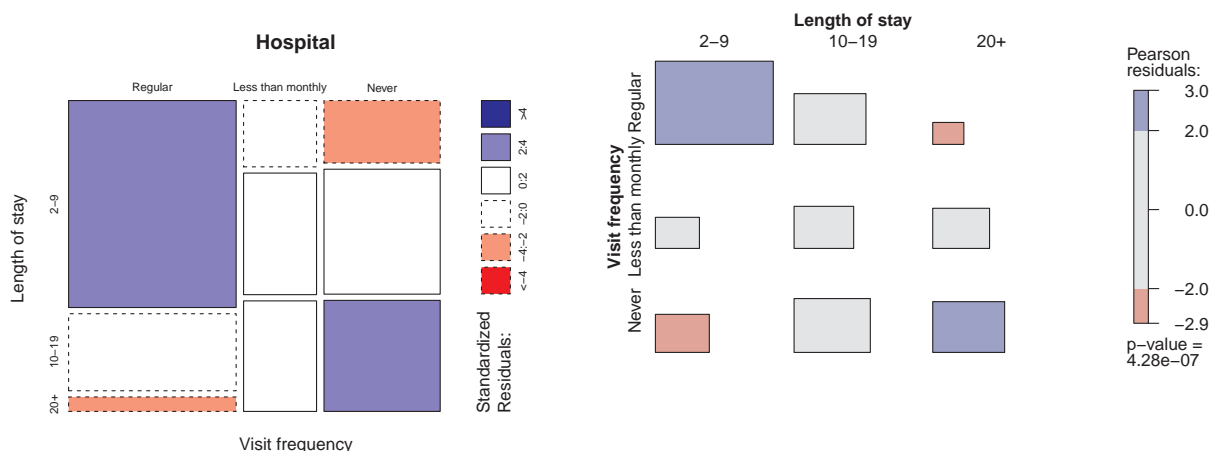 Hospital
Regular
Less than monthly
Never
2−9
10−19
20+
Length of stay
Visit frequency
Standardized
Residuals:
<−4
−4:−2
−2:0
0:2
2:4
>4
Length of stay
2−9
10−19
20+
Visit frequency
Regular
Less than monthly
Never
Pearson
residuals:
3.0
2.0
0.0
−2.0
−2.9
p−value =
4.28e−07